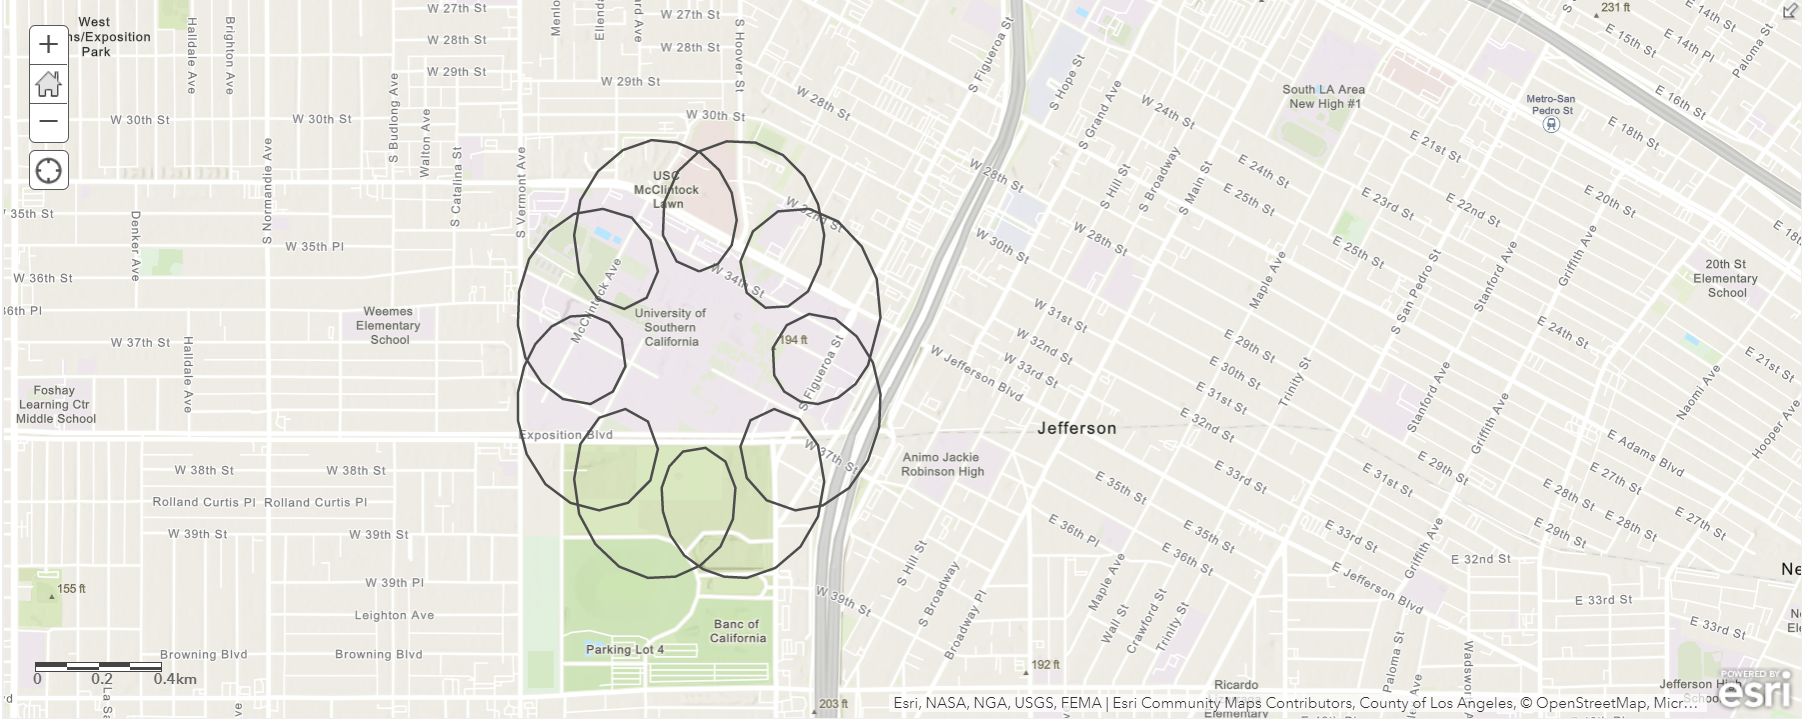 W 27th St
231 ft
West
ns/Exposition
Park
Halldale Ave
Brighton Ave
W 27th St
W 28th St
W 28th St
W 29th St
W 29th St
S Hoover St
S Figueroa St
S Hope St
S Grand Ave
E 15th St
E 14th Pl
Paloma St
E 16th St
W 28th St
W 24th St
South LA Area
New High #1
Metro-San
Pedro St
W 30th St
W 30th St
W 30th St
S Budlong Ave
Walton Ave
S Catalina St
S Vermont Ave
S Normandie Ave
E 18th St
E 21st St
E 24th St
E 25th St
E 23rd St
E 22nd St
E 20th St
E 18th
USC
McClintock
Lawn
W 28th St
S Hill St
S Broadway
S Main St
35th St
Denker Ave
W 35th Pl
W 32nd St
W 30th St
W 28th St
E 25th St
W 36th St
W 34th St
McClintock Ave
Maple Ave
S San Pedro St
Stanford Ave
Griffith Ave
20th St
Elementary
School
36th Pl
Weemes
Elementary
School
University of
Southern
California
W 31st St
W 37th St
Halldale Ave
194 ft
S Figueroa St
W 32nd St
W 33rd St
W Jefferson Blvd
E 29th St
E 30th St
E 31st St
E 32nd St
Trinity St
E 24th St
E 21st St
Naomi Ave
Stanford Ave
Griffith Ave
Hooper Ave
Foshay
Learning Ctr
Middle School
Exposition Blvd
Jefferson
W 37th St
Animo Jackie
Robinson High
E Adams Blvd
W 38th St
W 38th St
E 35th St
E 33rd St
E 31st St
E 29th St
E 27th St
E 28th St
E 28th St
E 27th St
E 29th St
Rolland Curtis Pl
Rolland Curtis Pl
W 39th St
W 39th St
E 36th Pl
E 35th St
E 36th St
E 33rd St
E 32nd St
Griffith Ave
E Jefferson Blvd
Ne
155 ft
W 39th Pl
Leighton Ave
W 39th St
S Hill St
S Broadway
Broadway Pl
Maple Ave
Wall St
Crawford St
Trinity St
E 33rd St
E 33rd St
Banc of
California
Parking Lot 4
Browning Blvd
Browning Blvd
192 ft
Paloma St
Wadsworth
0
0.2
0.4km
203 ft
Ricardo
Elementary
Jefferson High
School
Esri, NASA, NGA, USGS, FEMA | Esri Community Maps Contributors, County of Los Angeles, © OpenStreetMap, Micr...
POWERED BY
esri